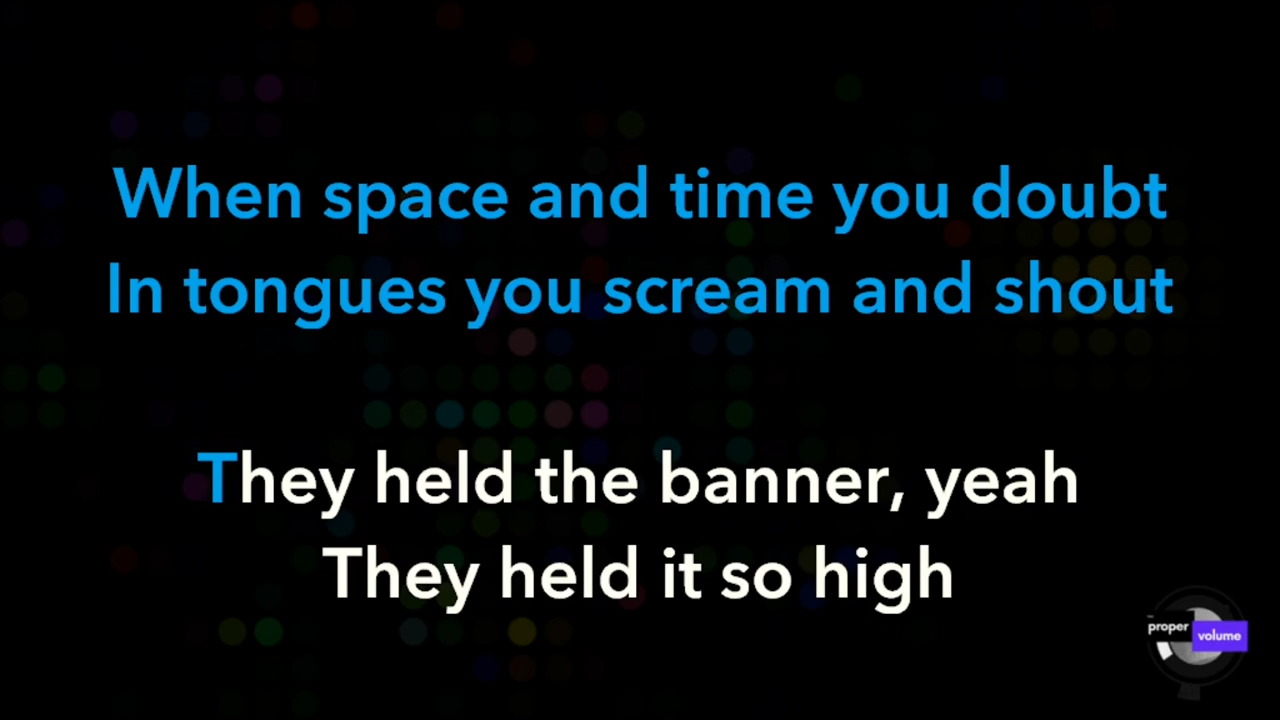 When space and time you doubt
In tongues you scream and shout
They held the banner, yeah
They held it so high
proper
volume